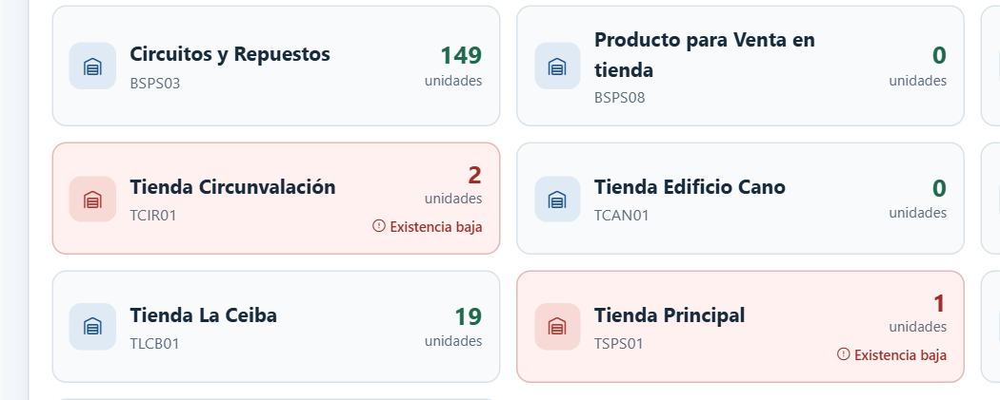 Circuitos y Repuestos
BSPS03
149
unidades
Producto para Venta en
tienda
BSPS08
0
unidades
Tienda Circunvalación
TCIR01
2
unidades
Existencia baja
Tienda Edificio Cano
TCAN01
0
unidades
Tienda La Ceiba
TLCB01
19
unidades
Tienda Principal
TSPS01
1
unidades
Existencia baja